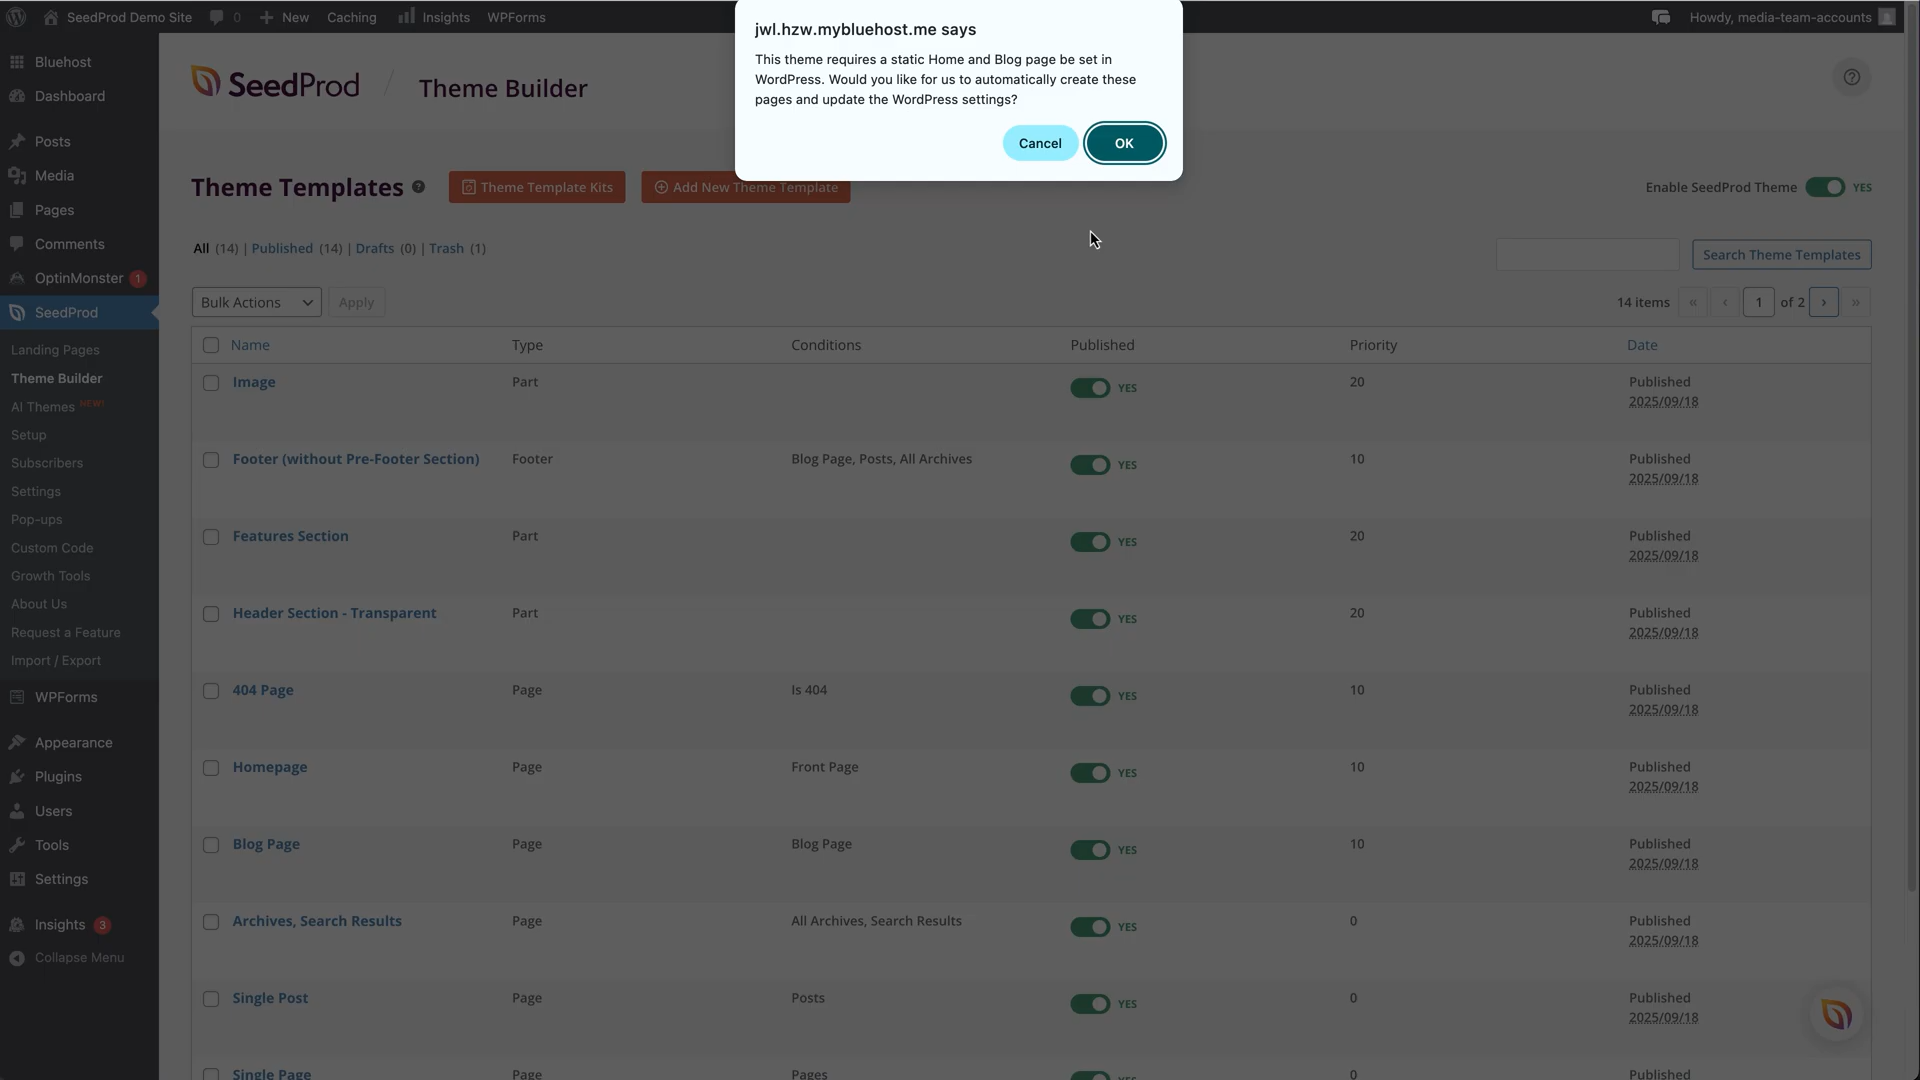 SeedProd Demo Site
0
New
Caching
Insights
WPForms
Howdy, media-team-accounts
jwl.hzw.mybluehost.me says
This theme requires a static Home and Blog page be set in
WordPress. Would you like for us to automatically create these
pages and update the WordPress settings?
Cancel
OK
Bluehost
Dashboard
Posts
Media
Pages
Comments
OptinMonster 1
SeedProd
Landing Pages
Theme Builder
AI Themes NEW!
Setup
Subscribers
Settings
Pop-ups
Custom Code
Growth Tools
About Us
Request a Feature
Import / Export
WPForms
Appearance
Plugins
Users
Tools
Settings
Insights 3
Collapse Menu
SeedProd / Theme Builder
?
Theme Templates ?
Theme Template Kits
Add New Theme Template
Enable SeedProd Theme YES
All (14) | Published (14) | Drafts (0) | Trash (1)
Search Theme Templates
Bulk Actions
Apply
14 items « ‹ 1 of 2 › »
Name Type Conditions Published Priority Date
Image Part YES 20 Published
2025/09/18
Footer (without Pre-Footer Section) Footer Blog Page, Posts, All Archives YES 10 Published
2025/09/18
Features Section Part YES 20 Published
2025/09/18
Header Section - Transparent Part YES 20 Published
2025/09/18
404 Page Page Is 404 YES 10 Published
2025/09/18
Homepage Page Front Page YES 10 Published
2025/09/18
Blog Page Page Blog Page YES 10 Published
2025/09/18
Archives, Search Results Page All Archives, Search Results YES 0 Published
2025/09/18
Single Post Page Posts YES 0 Published
2025/09/18
Single Page Page Pages YES 0 Published